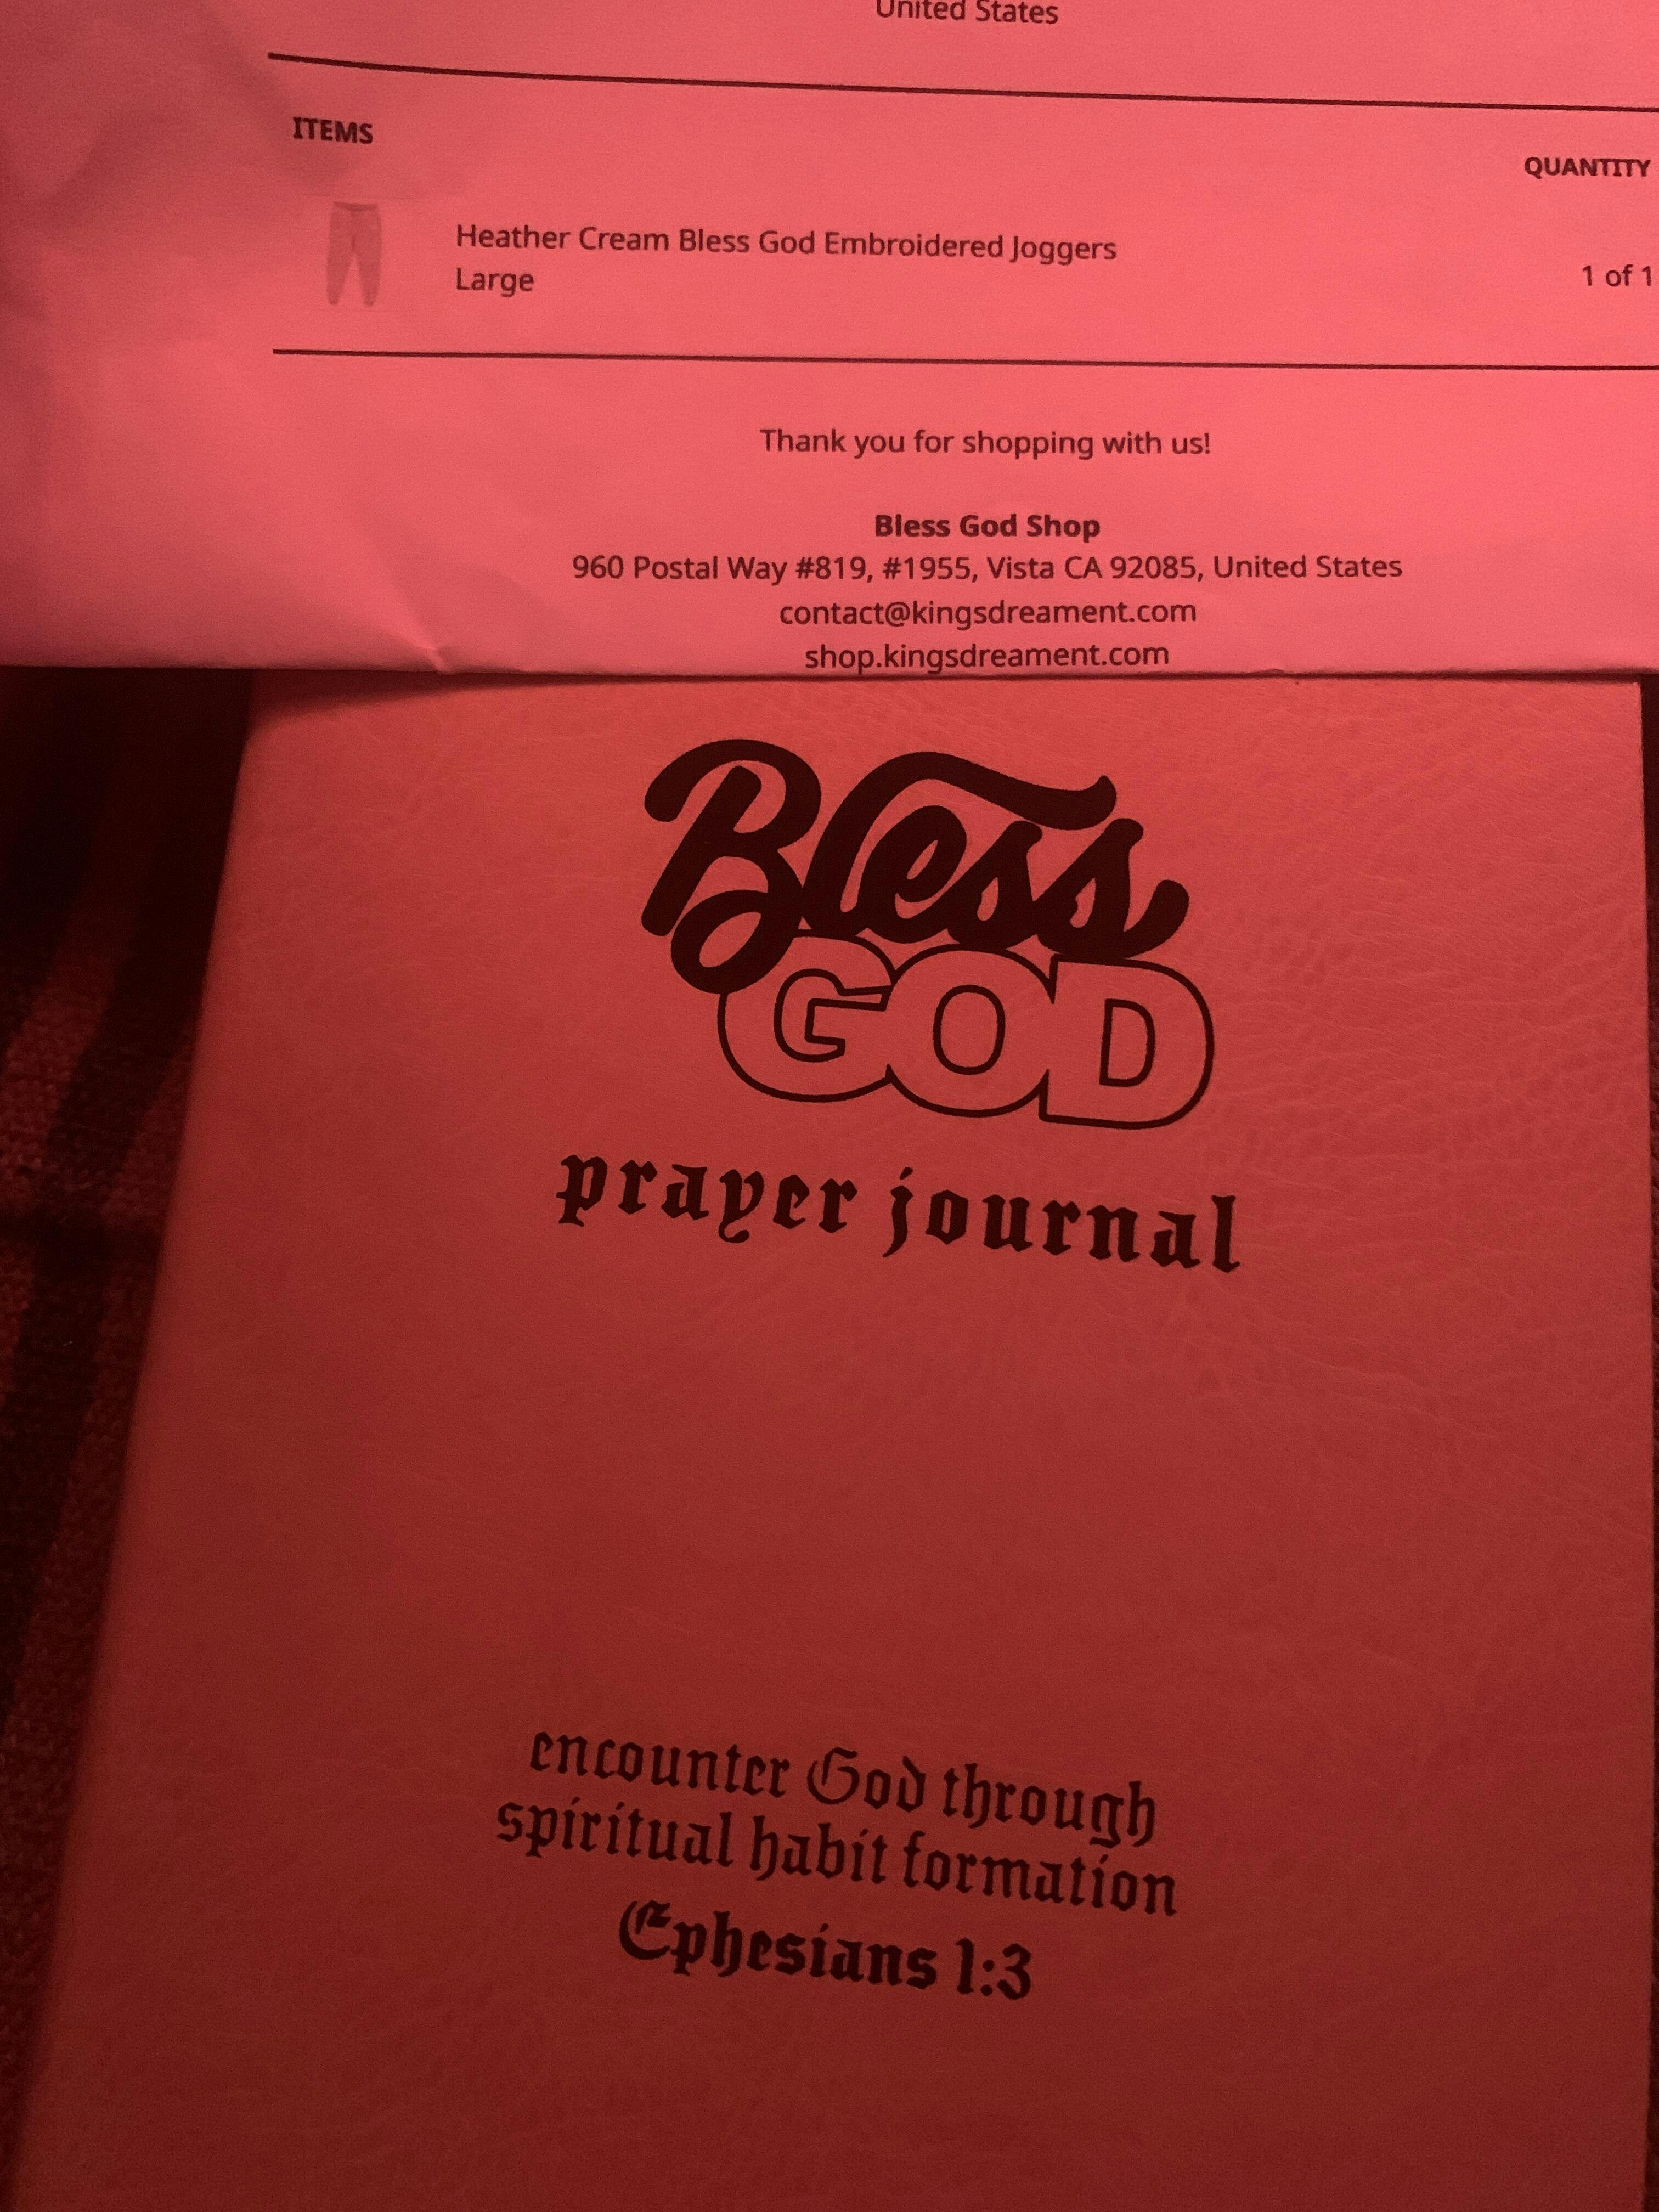 United States
ITEMS
QUANTITY
Heather Cream Bless God Embroidered Joggers
Large
1 of 1
Thank you for shopping with us!
Bless God Shop
960 Postal Way #819, #1955, Vista CA 92085, United States
contact@kingsdreament.com
shop.kingsdreament.com
Bless
GOD
prayer journal
encounter God through
spiritual habit formation
Ephesians 1:3